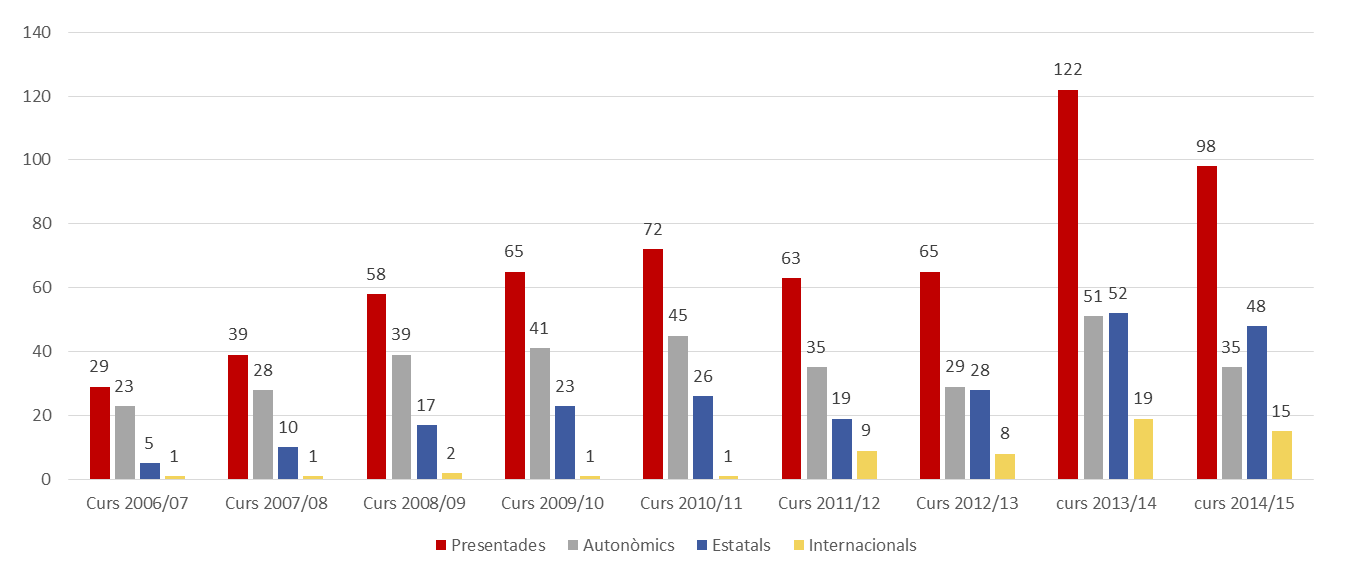 140
120
100
80
60
40
20
0
29 23 5 1
39 28 10 1
58 39 17 2
65 41 23 1
72 45 26 1
63 35 19 9
65 29 28 8
122 51 52 19
98 35 48 15
Curs 2006/07 Curs 2007/08 Curs 2008/09 Curs 2009/10 Curs 2010/11 Curs 2011/12 Curs 2012/13 curs 2013/14 curs 2014/15
Presentades Autonòmics Estatals Internacionals